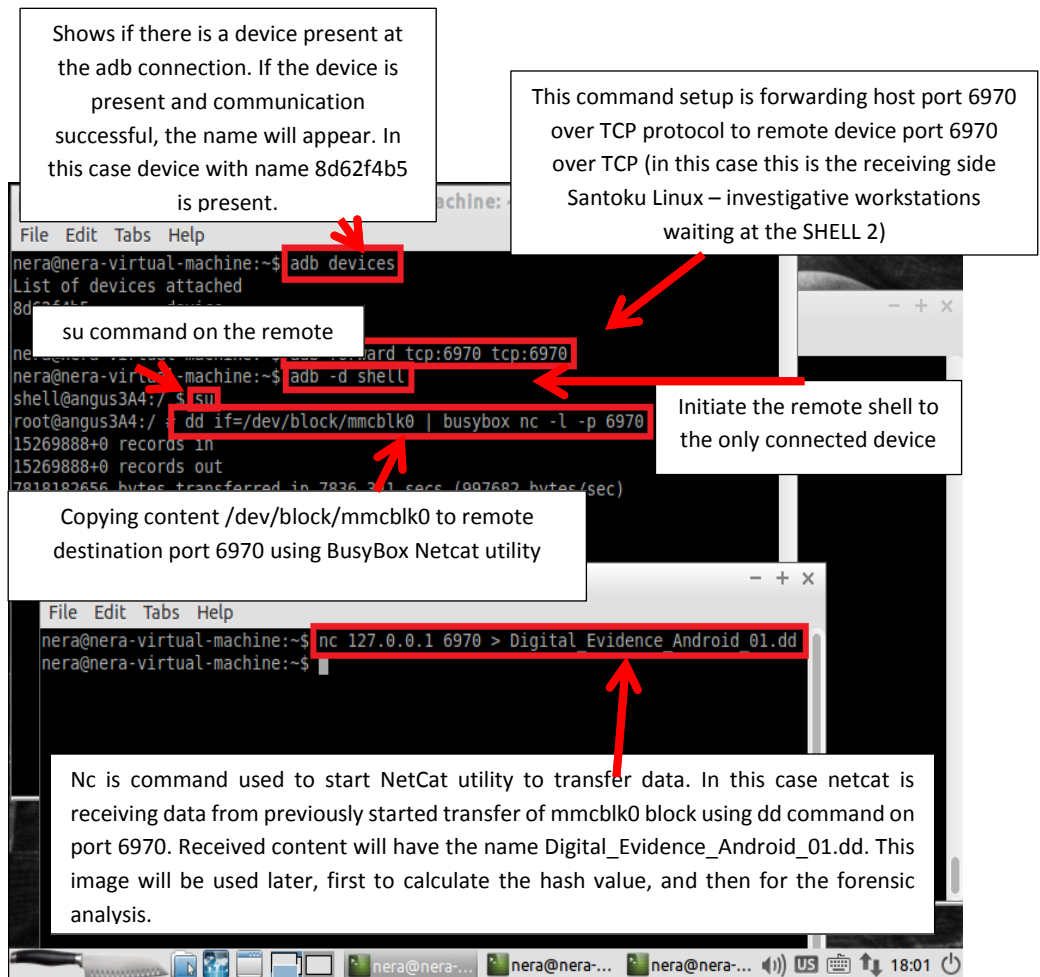 Shows if there is a device present at
the adb connection. If the device is
present and communication
successful, the name will appear. In
this case device with name 8d62f4b5
is present.
This command setup is forwarding host port 6970
over TCP protocol to remote device port 6970
over TCP (in this case this is the receiving side
Santoku Linux – investigative workstations
waiting at the SHELL 2)
achine:
File Edit Tabs Help
nera@nera-virtual-machine:~$ adb devices
List of devices attached
su command on the remote
tcp:6970 tcp:6970
nera@nera-virtual-machine:~$ adb -d shell
shell@angus3A4:/ $ su
root@angus3A4:/ # dd if=/dev/block/mmcblk0 | busybox nc -l -p 6970
15269888+0 records in
15269888+0 records out
7818182656 bytes transferred in secs (997682 bytes/sec)
Initiate the remote shell to
the only connected device
Copying content /dev/block/mmcblk0 to remote
destination port 6970 using BusyBox Netcat utility
File Edit Tabs Help
nera@nera-virtual-machine:~$ nc 127.0.0.1 6970 > Digital_Evidence_Android_01.dd
nera@nera-virtual-machine:~$
Nc is command used to start NetCat utility to transfer data. In this case netcat is
receiving data from previously started transfer of mmcblk0 block using dd command on
port 6970. Received content will have the name Digital_Evidence_Android_01.dd. This
image will be used later, first to calculate the hash value, and then for the forensic
analysis.
nera@nera-... nera@nera-... nera@nera-... US 18:01